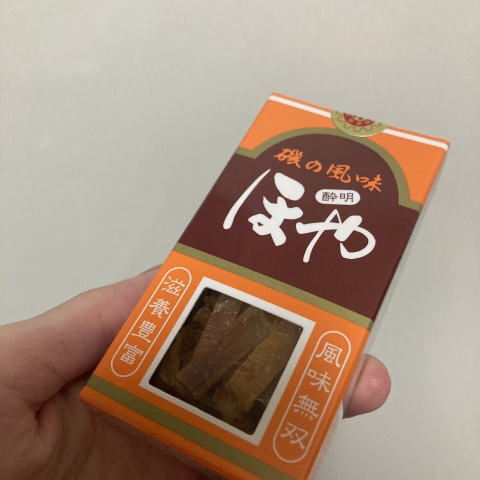 磯の風味
酔明
ほや
滋養豊富
風味無双